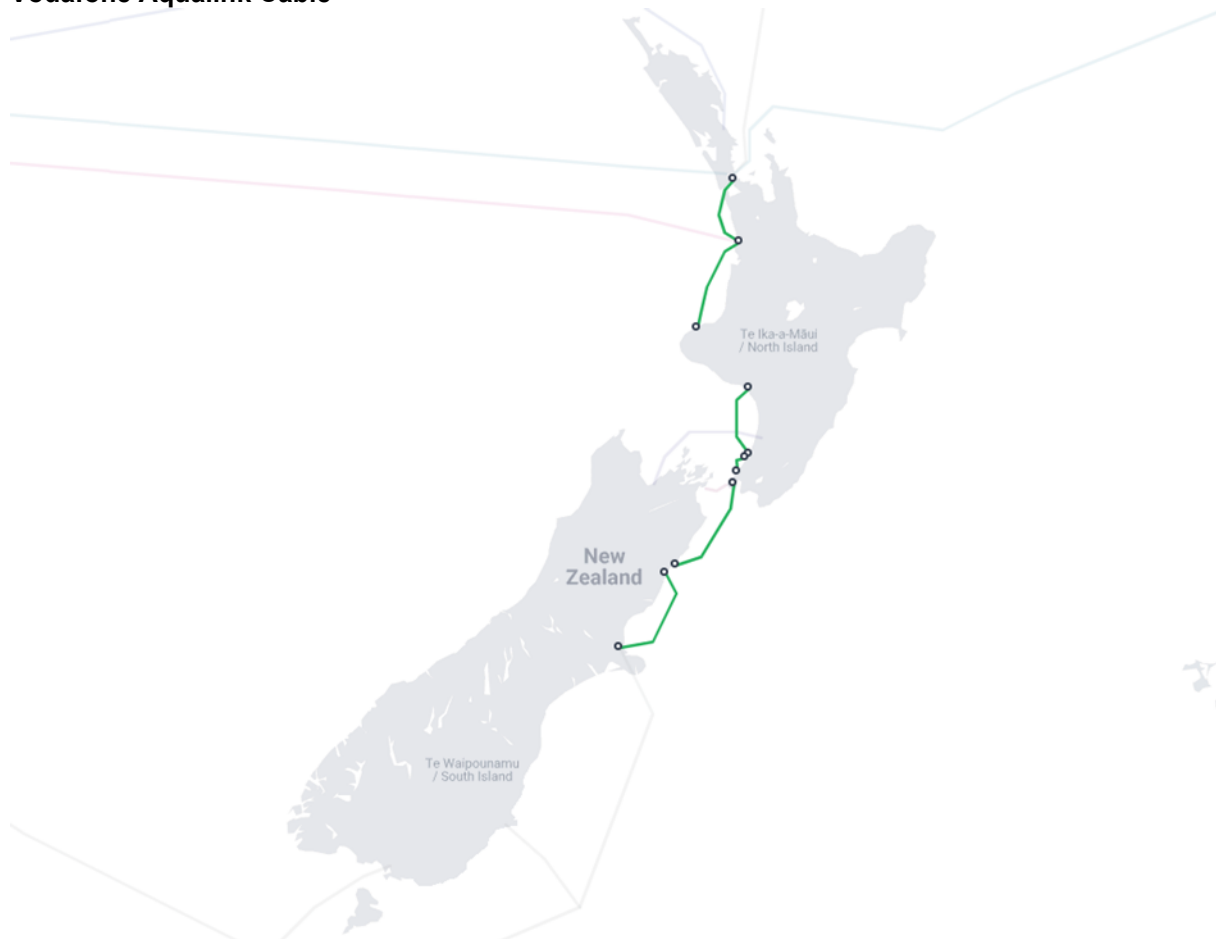 Vodafone Aqualink Cable
Te Ika-a-Māui
/ North Island
New
Zealand
Te Waipounamu
/ South Island